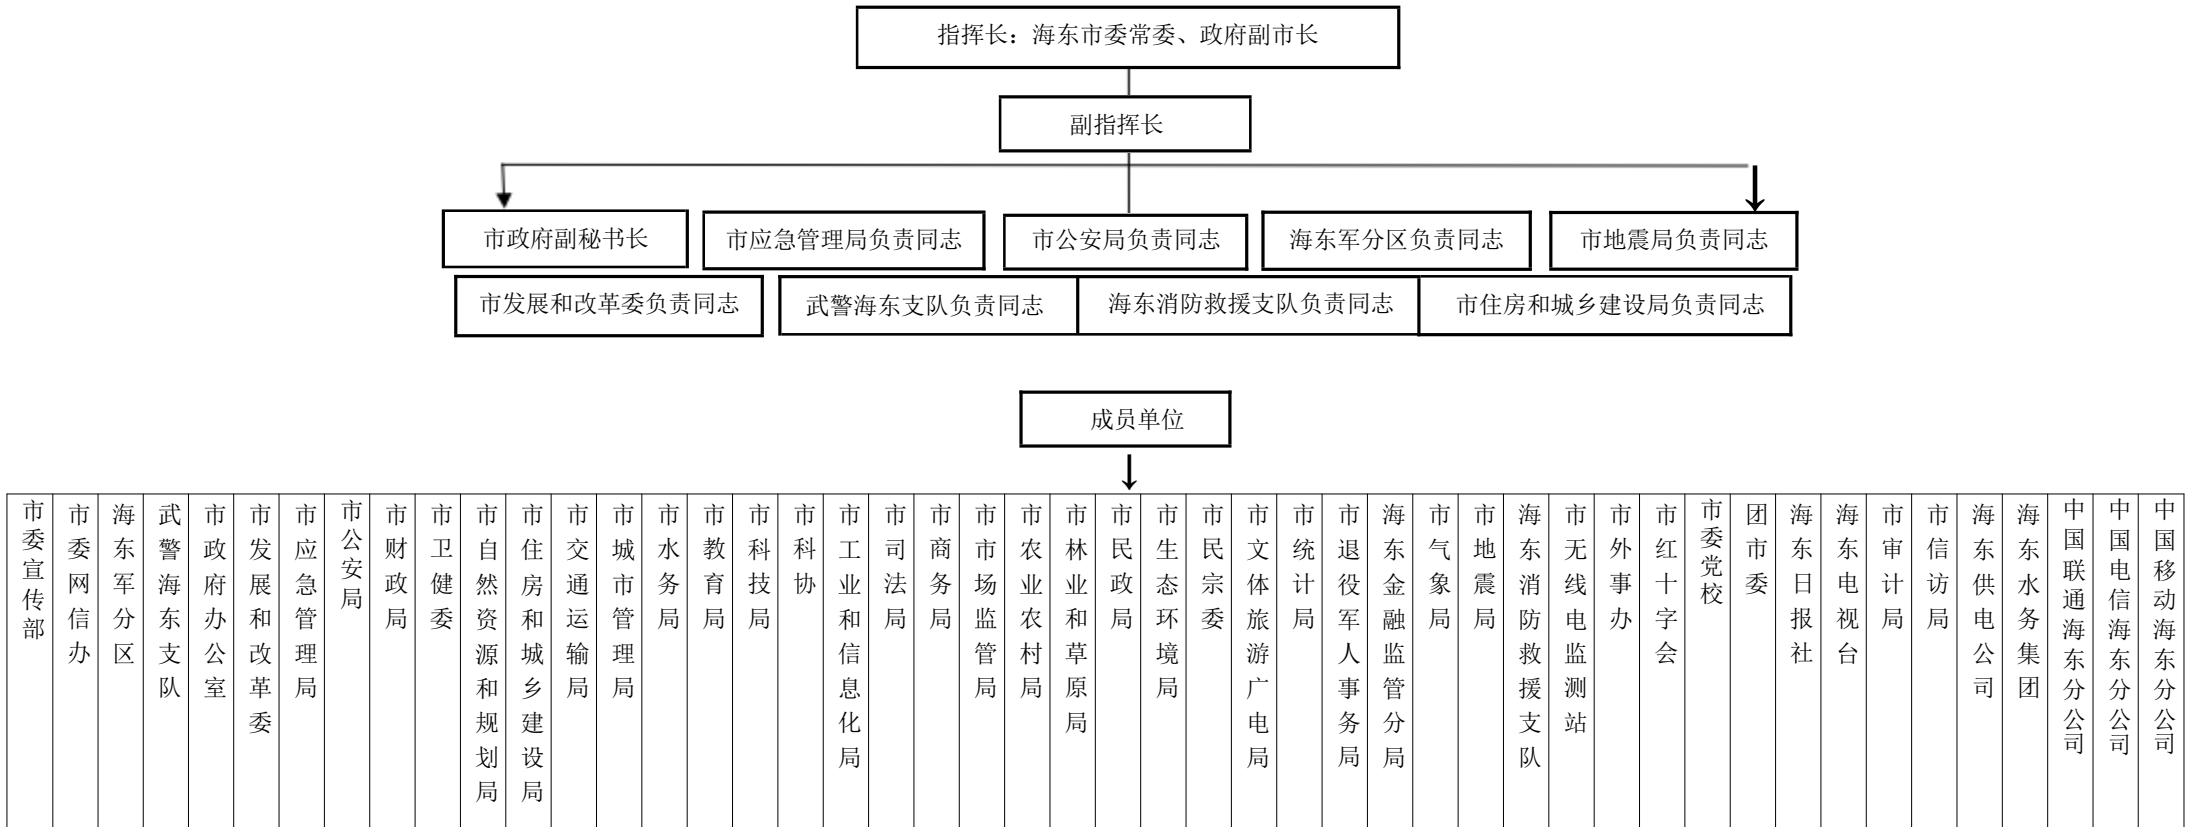 指挥长：海东市委常委、政府副市长
副指挥长
市政府副秘书长
市应急管理局负责同志
市公安局负责同志
海东军分区负责同志
市地震局负责同志
市发展和改革委负责同志
武警海东支队负责同志
海东消防救援支队负责同志
市住房和城乡建设局负责同志
成员单位
市委宣传部
市委网信办
海东军分区
武警海东支队
市政府办公室
市发展和改革委
市应急管理局
市公安局
市财政局
市卫健委
市自然资源和规划局
市住房和城乡建设局
市交通运输局
市城市管理局
市水务局
市教育局
市科技局
市科协
市工业和信息化局
市司法局
市商务局
市市场监管局
市农业农村局
市林业和草原局
市民政局
市生态环境局
市民宗委
市文体旅游广电局
市统计局
市退役军人事务局
海东金融监管分局
市气象局
市地震局
海东消防救援支队
市无线电监测站
市外事办
市红十字会
市委党校
团市委
海东日报社
海东电视台
市审计局
市信访局
海东供电公司
海东水务集团
中国联通海东分公司
中国电信海东分公司
中国移动海东分公司